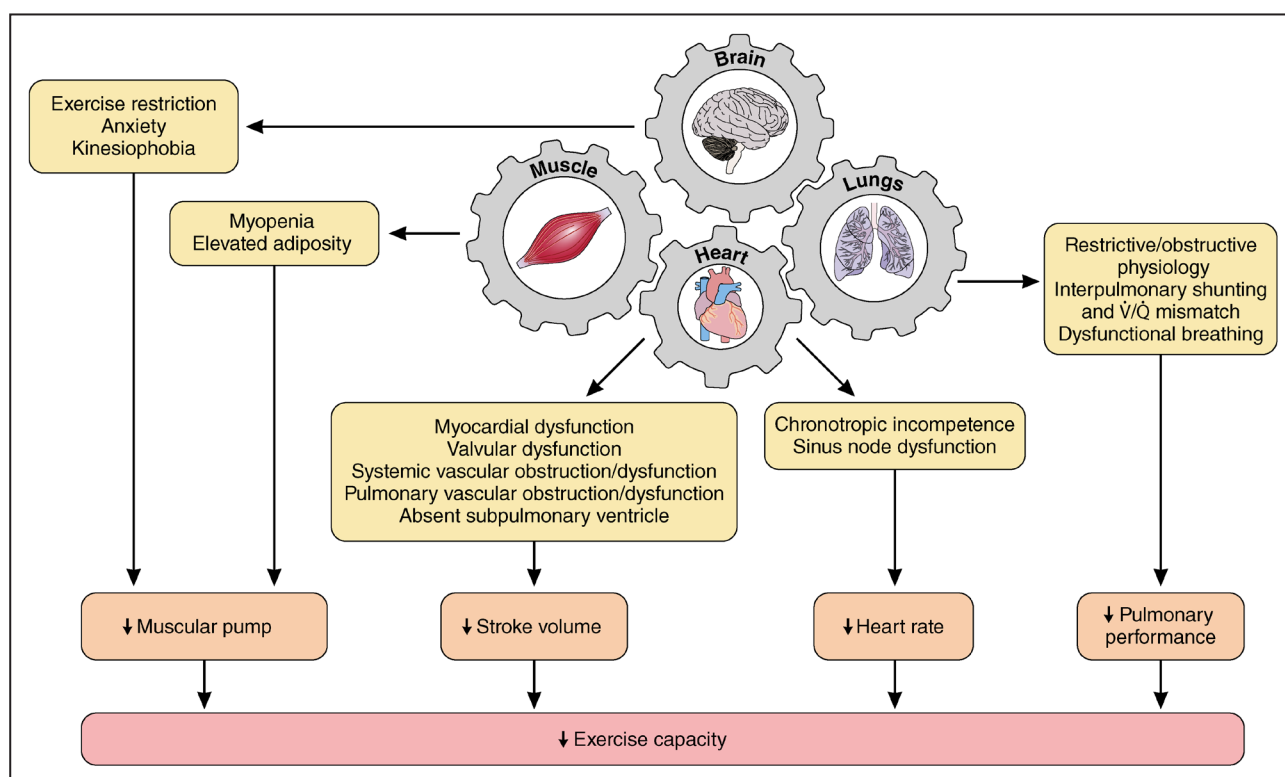 Brain
Exercise restriction
Anxiety
Kinesiophobia
Muscle
Lungs
Myopenia
Elevated adiposity
Heart
Restrictive/obstructive
physiology
Interpulmonary shunting
and V̇/Q̇ mismatch
Dysfunctional breathing
Myocardial dysfunction
Valvular dysfunction
Systemic vascular obstruction/dysfunction
Pulmonary vascular obstruction/dysfunction
Absent subpulmonary ventricle
Chronotropic incompetence
Sinus node dysfunction
↓ Muscular pump
↓ Stroke volume
↓ Heart rate
↓ Pulmonary
performance
↓ Exercise capacity